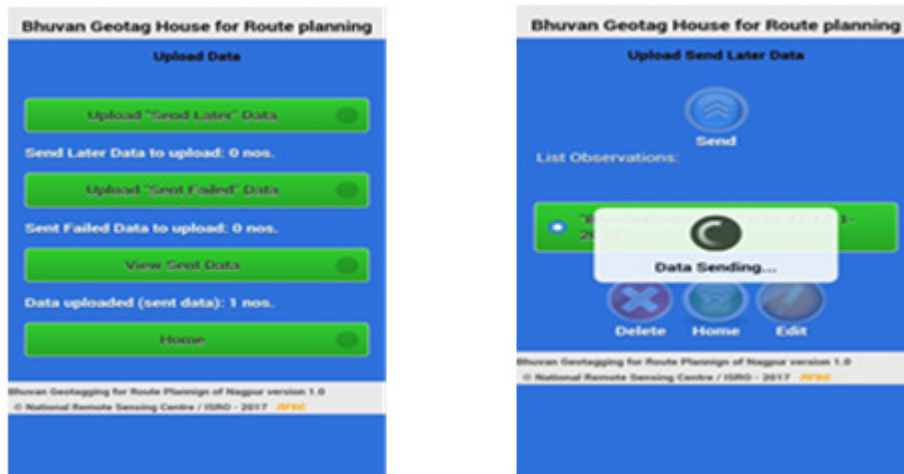 Bhuvan Geotag House for Route planning
Upload Data
Upload "Send Later" Data
Send Later Data to upload: 0 nos.
Upload "Sent Failed" Data
Sent Failed Data to upload: 0 nos.
View Sent Data
Data uploaded (sent data): 1 nos.
Home
Bhuvan Geotagging for Route Plannign of Nagpur version 1.0
© National Remote Sensing Centre / ISRO - 2017 nrsc
Bhuvan Geotag House for Route planning
Upload Send Later Data
Send
List Observations:
Data Sending...
Delete Home Edit
Bhuvan Geotagging for Route Plannign of Nagpur version 1.0
© National Remote Sensing Centre / ISRO - 2017 nrsc